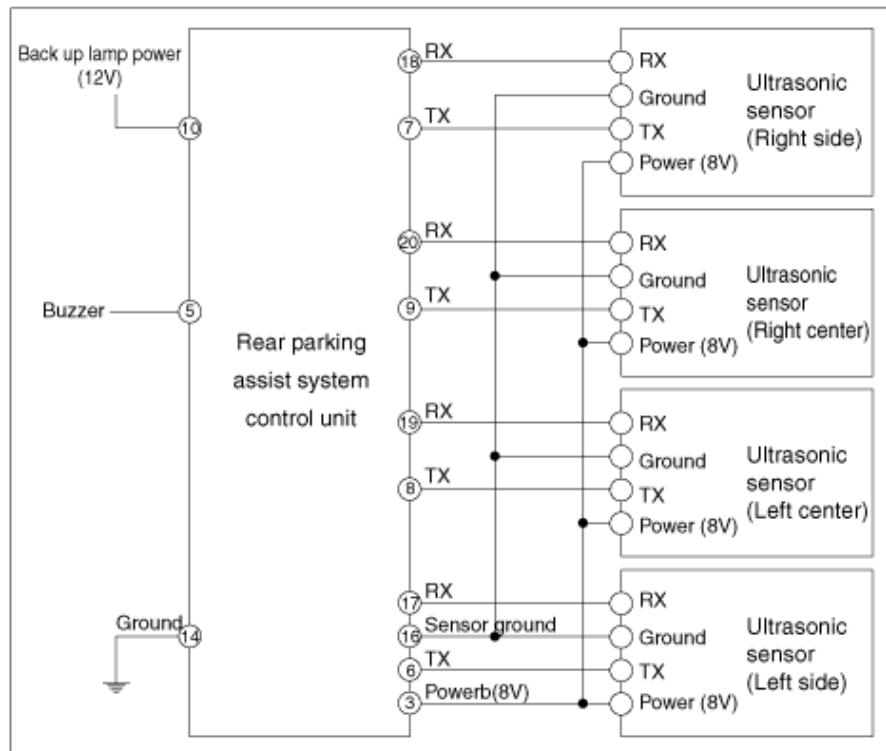 Back up lamp power
(12V)
10
Buzzer
5
Ground
14
Rear parking
assist system
control unit
18
RX
7
TX
20
RX
9
TX
19
RX
8
TX
17
RX
16
Sensor ground
6
TX
3
Powerb(8V)
RX
Ground
TX
Power (8V)
Ultrasonic
sensor
(Right side)
RX
Ground
TX
Power (8V)
Ultrasonic
sensor
(Right center)
RX
Ground
TX
Power (8V)
Ultrasonic
sensor
(Left center)
RX
Ground
TX
Power (8V)
Ultrasonic
sensor
(Left side)